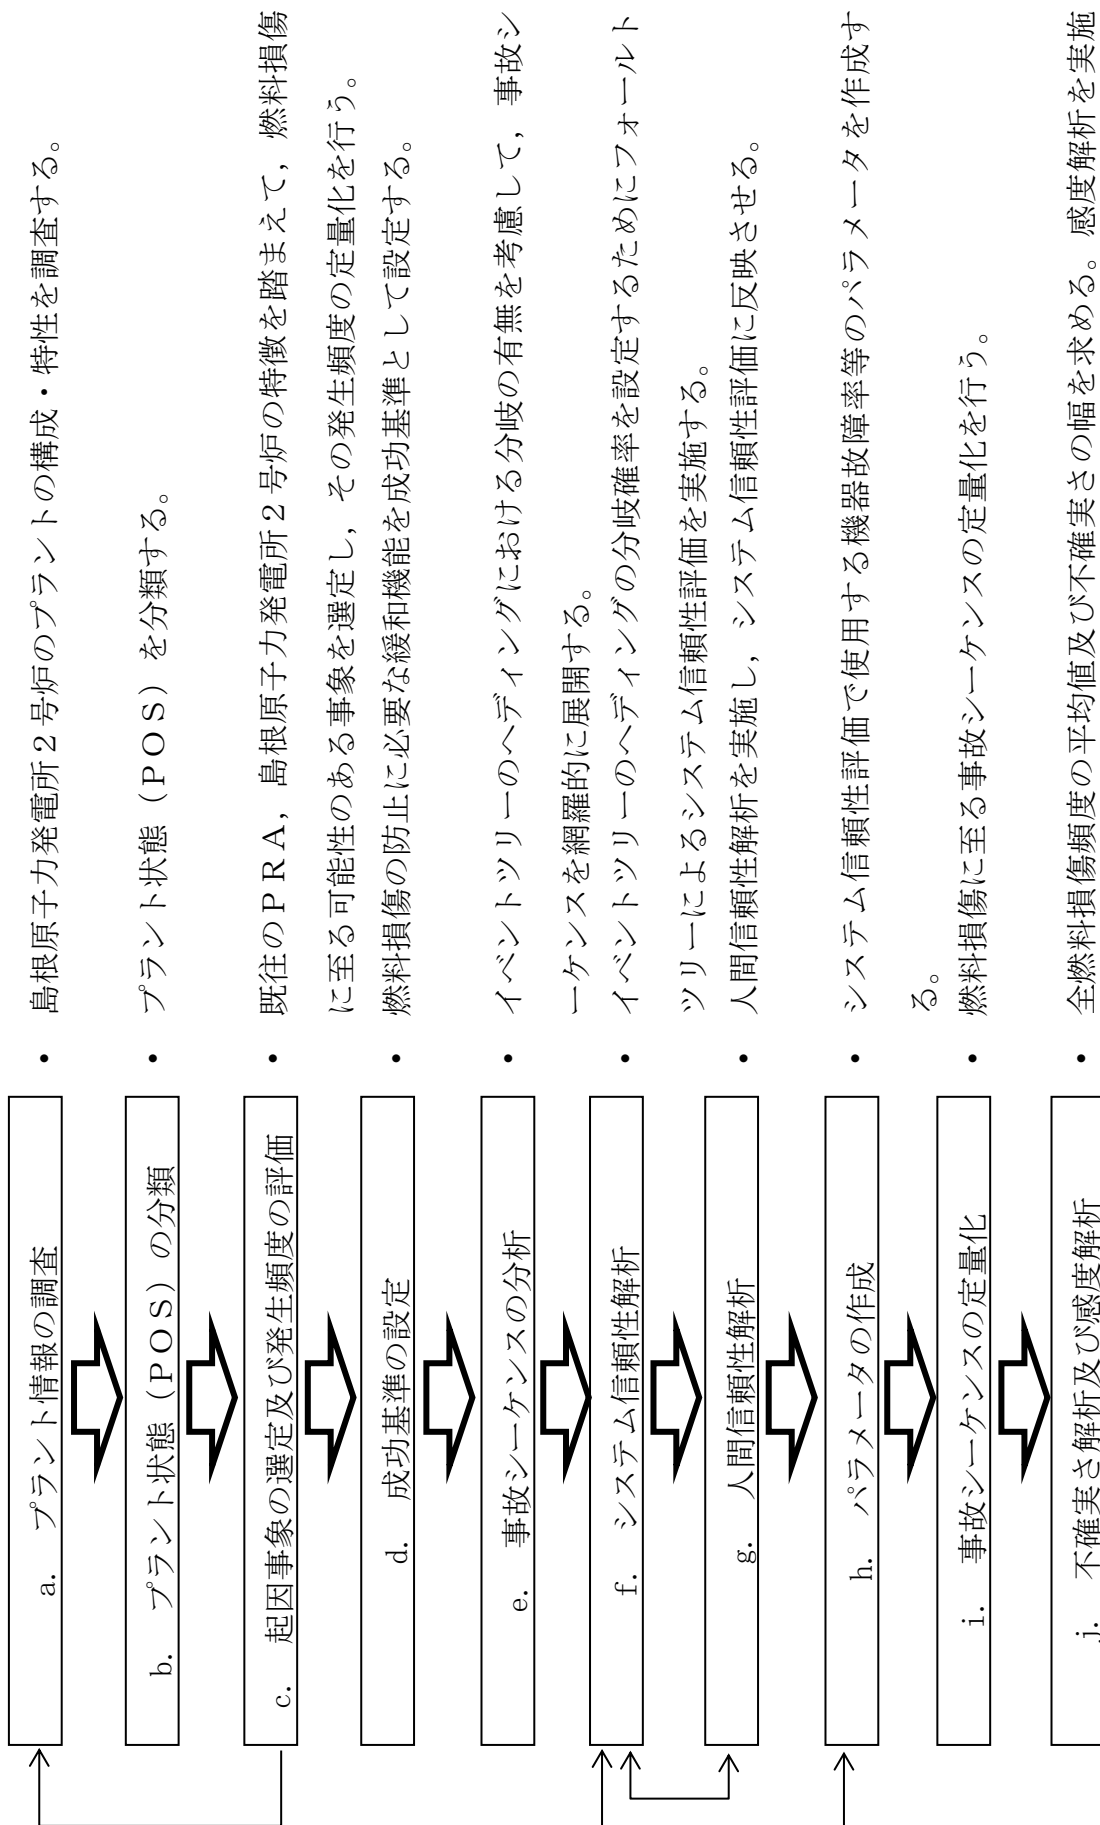 a. プラント情報の調査
・ 島根原子力発電所２号炉のプラントの構成・特性を調査する。
b. プラント状態（ＰＯＳ）の分類
・ プラント状態（ＰＯＳ）を分類する。
c. 起因事象の選定及び発生頻度の評価
・ 既往のＰＲＡ，島根原子力発電所２号炉の特徴を踏まえて，燃料損傷
に至る可能性のある事象を選定し，その発生頻度の定量化を行う。
d. 成功基準の設定
・ 燃料損傷の防止に必要な緩和機能を成功基準として設定する。
e. 事故シーケンスの分析
・ イベントツリーのヘディングにおける分岐の有無を考慮して，事故シ
ーケンスを網羅的に展開する。
f. システム信頼性解析
・ イベントツリーのヘディングの分岐確率を設定するためにフォールト
ツリーによるシステム信頼性評価を実施する。
g. 人間信頼性解析
・ 人間信頼性解析を実施し，システム信頼性評価に反映させる。
h. パラメータの作成
・ システム信頼性評価で使用する機器故障率等のパラメータを作成す
る。
i. 事故シーケンスの定量化
・ 燃料損傷に至る事故シーケンスの定量化を行う。
j. 不確実さ解析及び感度解析
・ 全燃料損傷頻度の平均値及び不確実さの幅を求める。感度解析を実施